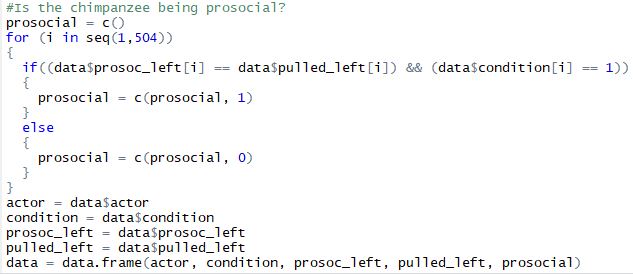 #Is the chimpanzee being prosocial?
prosocial = c()
for (i in seq(1,504))
{
  if((data$prosoc_left[i] == data$pulled_left[i]) && (data$condition[i] == 1))
  {
    prosocial = c(prosocial, 1)
  }
  else
  {
    prosocial = c(prosocial, 0)
  }
}
actor = data$actor
condition = data$condition
prosoc_left = data$prosoc_left
pulled_left = data$pulled_left
data = data.frame(actor, condition, prosoc_left, pulled_left, prosocial)